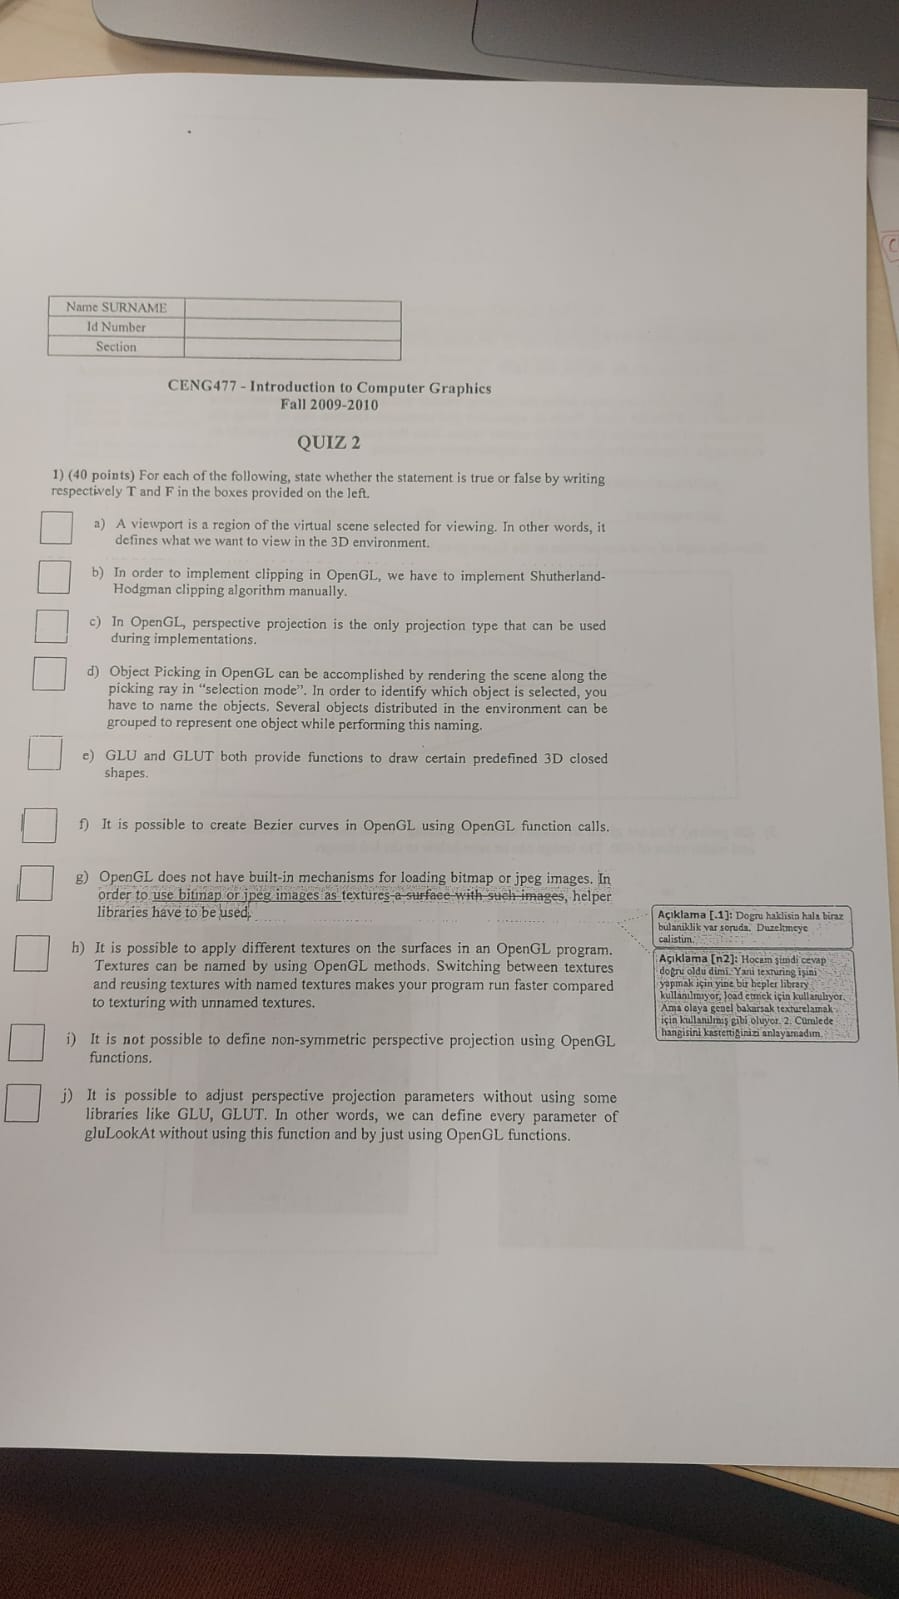 Name SURNAME
Id Number
Section
CENG477 - Introduction to Computer Graphics
Fall 2009-2010
QUIZ 2
1) (40 points) For each of the following, state whether the statement is true or false by writing
respectively T and F in the boxes provided on the left.
a) A viewport is a region of the virtual scene selected for viewing. In other words, it
defines what we want to view in the 3D environment.
b) In order to implement clipping in OpenGL, we have to implement Shutherland-
Hodgman clipping algorithm manually.
c) In OpenGL, perspective projection is the only projection type that can be used
during implementations.
d) Object Picking in OpenGL can be accomplished by rendering the scene along the
picking ray in “selection mode”. In order to identify which object is selected, you
have to name the objects. Several objects distributed in the environment can be
grouped to represent one object while performing this naming.
e) GLU and GLUT both provide functions to draw certain predefined 3D closed
shapes.
f) It is possible to create Bezier curves in OpenGL using OpenGL function calls.
g) OpenGL does not have built-in mechanisms for loading bitmap or jpeg images. In
order to use bitmap or jpeg images as textures a surface with such images, helper
libraries have to be used.
h) It is possible to apply different textures on the surfaces in an OpenGL program.
Textures can be named by using OpenGL methods. Switching between textures
and reusing textures with named textures makes your program run faster compared
to texturing with unnamed textures.
i) It is not possible to define non-symmetric perspective projection using OpenGL
functions.
j) It is possible to adjust perspective projection parameters without using some
libraries like GLU, GLUT. In other words, we can define every parameter of
gluLookAt without using this function and by just using OpenGL functions.
Açıklama [.1]: Dogru haklisin hala biraz
bulaniklik var soruda. Duzeltmeye
calistim.
Açıklama [n2]: Hocam şimdi cevap
doğru oldu dimi. Yani texturing işini
yapmak için yine bir hepler library
kullanılmıyor, load etmek için kullanılıyor.
Ama olaya genel bakarsak texturelamak
için kullanılmış gibi oluyor. 2. Cümlede
hangisini kastettiğinizi anlayamadım.
C